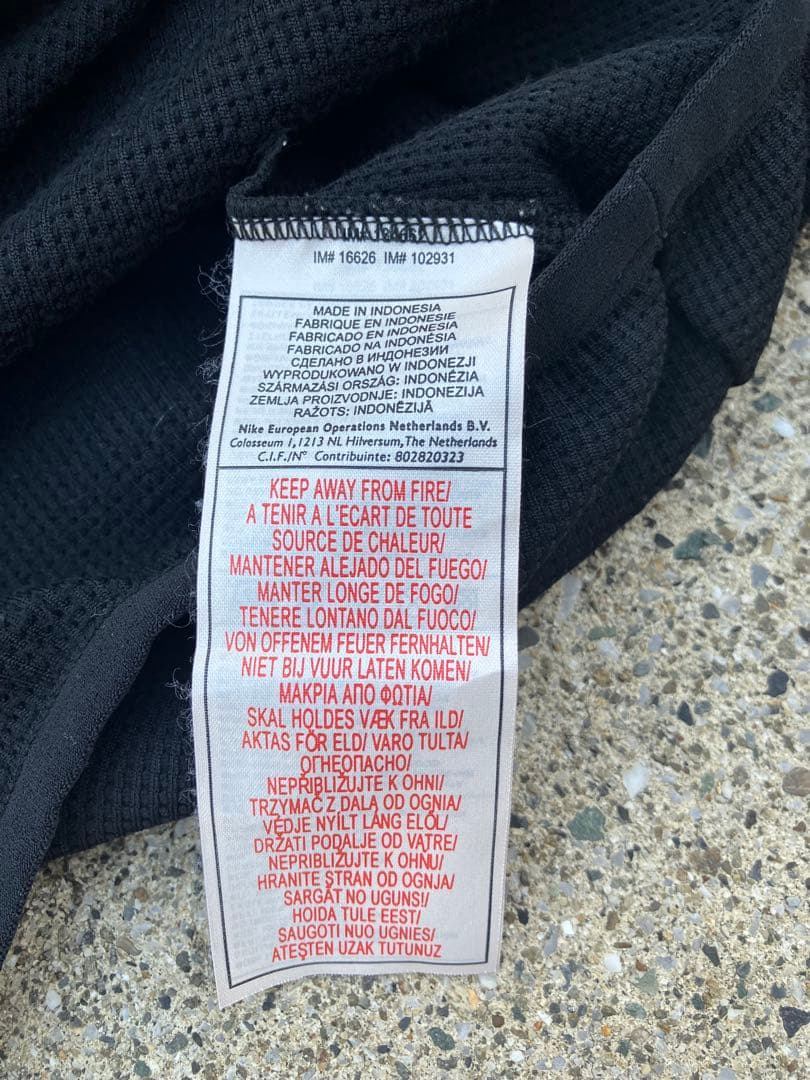 IM# 16626 IM# 102931
MADE IN INDONESIA
FABRIQUE EN INDONESIE
FABRICADO EN INDONESIA
FABRICADO NA INDONÉSIA
СДЕЛАНО В ИНДОНЕЗИИ
WYPRODUKOWANO W INDONEZJI
SZÁRMAZÁSI ORSZÁG: INDONÉZIA
ZEMLJA PROIZVODNJE: INDONEZIJA
RAŽOTS: INDONĒZIJĀ
Nike European Operations Netherlands B.V.
Colosseum 1, 1213 NL Hilversum, The Netherlands
C.I.F./N° Contribuinte: 802820323
KEEP AWAY FROM FIRE/
A TENIR A L'ECART DE TOUTE
SOURCE DE CHALEUR/
MANTENER ALEJADO DEL FUEGO/
MANTER LONGE DE FOGO/
TENERE LONTANO DAL FUOCO/
VON OFFENEM FEUER FERNHALTEN/
NIET BIJ VUUR LATEN KOMEN/
ΜΑΚΡΙΑ ΑΠΟ ΦΩΤΙΑ/
SKAL HOLDES VÆK FRA ILD/
AKTAS FÖR ELD/ VARO TULTA/
ОГНЕОПАСНО/
NEPŘIBLIŽUJTE K OHNI/
TRZYMAĆ Z DALA OD OGNIA/
VÉDJE NYÍLT LÁNG ELŐL/
DRŽATI PODALJE OD VATRE/
NEPRIBLIŽUJTE K OHŇU/
HRANITE STRAN OD OGNJA/
SARGĀT NO UGUNS!/
HOIDA TULE EEST/
SAUGOTI NUO UGNIES/
ATEŞTEN UZAK TUTUNUZ